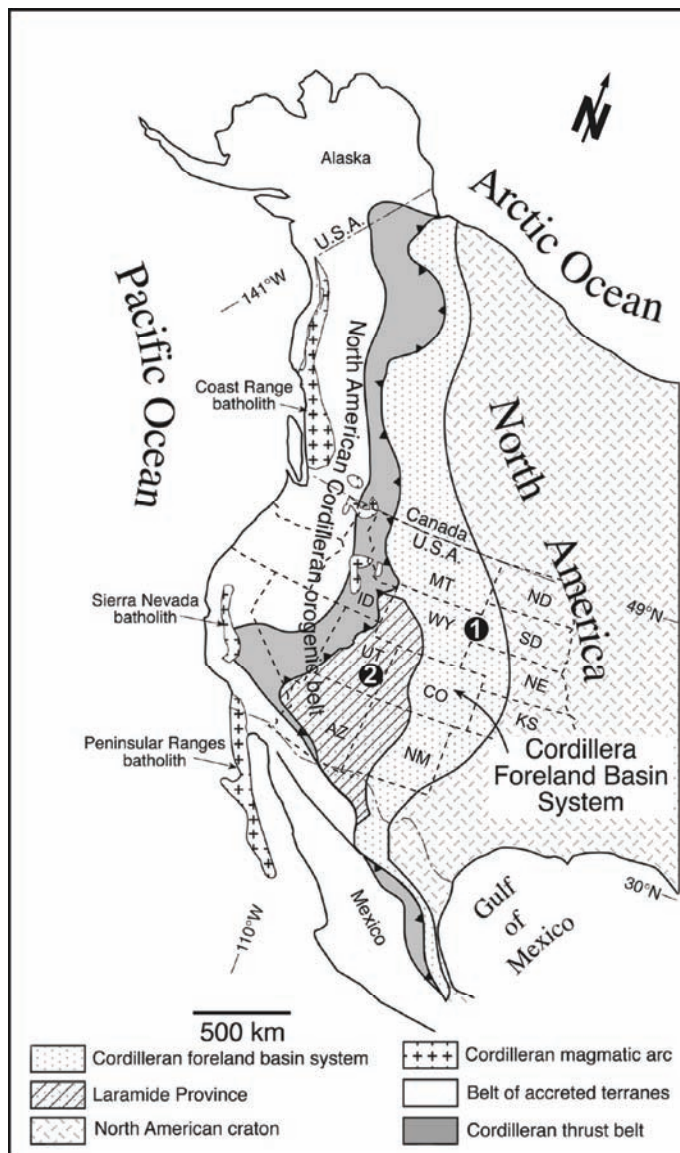 N
Alaska
Arctic Ocean
U.S.A.
141°W
Pacific Ocean
North American Cordilleran orogenis belt
Coast Range
batholith
North America
Canada
U.S.A.
MT
ND
ID
49°N
Sierra Nevada
batholith
WY
1
SD
UT
2
NE
CO
KS
AZ
Peninsular Ranges
batholith
NM
Cordillera
Foreland Basin
System
30°N
Mexico
Gulf
of
Mexico
110°W
500 km
Cordilleran foreland basin system
Laramide Province
North American craton
Cordilleran magmatic arc
Belt of accreted terranes
Cordilleran thrust belt